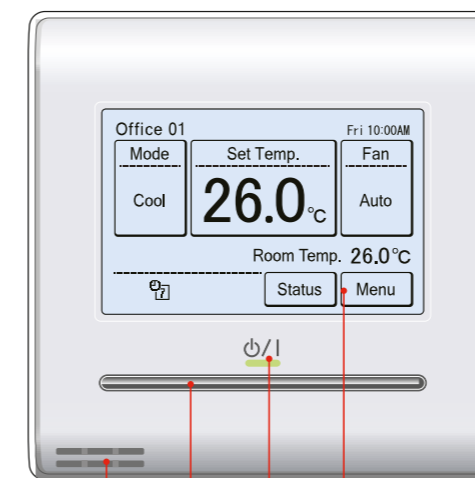 Office 01 Fri 10:00AM
Mode Set Temp. Fan
Cool 26.0°C Auto
Room Temp. 26.0°C
7 Status Menu